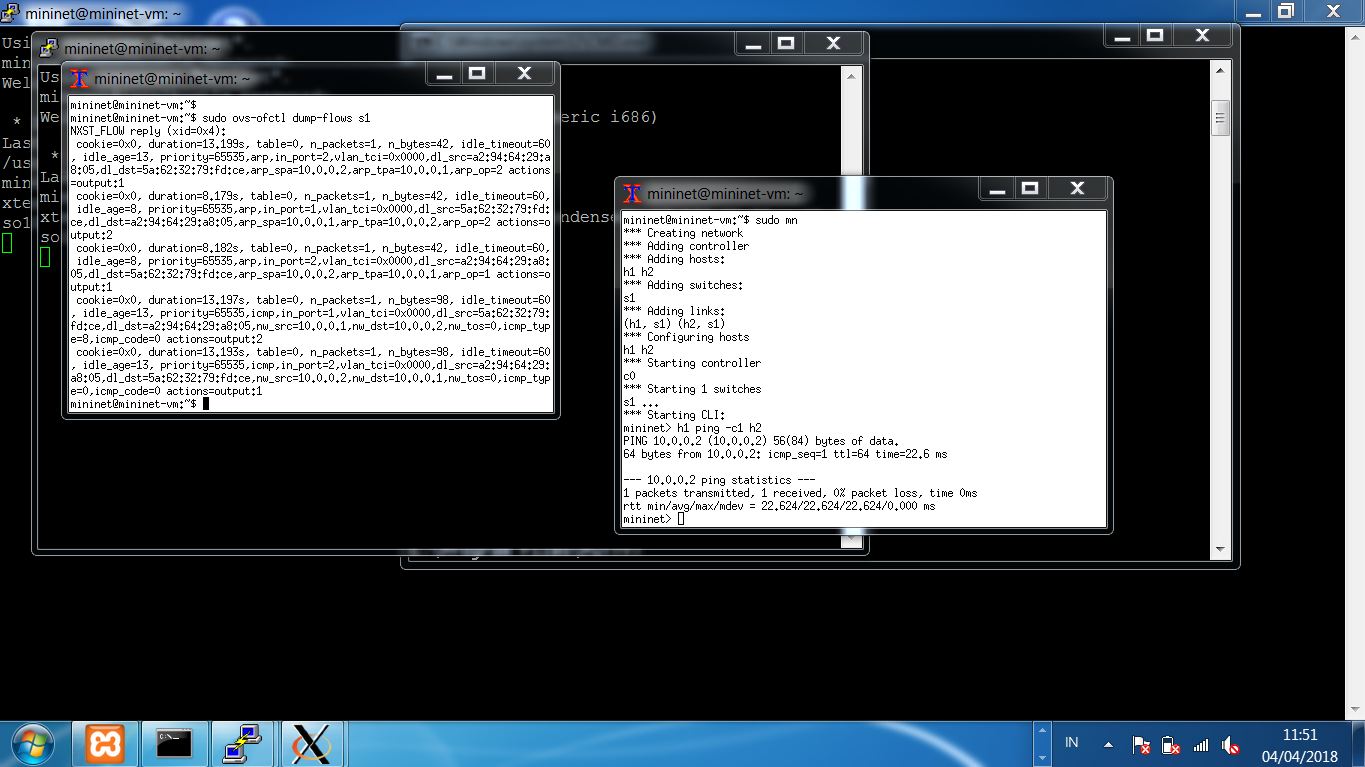 mininet@mininet-vm: ~
Usi
min
Wel
*
Las
/us
min
xte
sol
mininet@mininet-vm: ~
Us
mi
We
eric i686)
*
La
mi
xt
ndense
so
mininet@mininet-vm: ~
mininet@mininet-vm:~$
mininet@mininet-vm:~$ sudo ovs-ofctl dump-flows s1
NXST_FLOW reply (xid=0x4):
cookie=0x0, duration=13.199s, table=0, n_packets=1, n_bytes=42, idle_timeout=60
, idle_age=13, priority=65535,arp,in_port=2,vlan_tci=0x0000,dl_src=a2:94:64:29:a
8:05,dl_dst=5a:62:32:79:fd:ce,arp_spa=10.0.0.2,arp_tpa=10.0.0.1,arp_op=2 actions
=output:1
cookie=0x0, duration=8.179s, table=0, n_packets=1, n_bytes=42, idle_timeout=60,
idle_age=8, priority=65535,arp,in_port=1,vlan_tci=0x0000,dl_src=5a:62:32:79:fd:
ce,dl_dst=a2:94:64:29:a8:05,arp_spa=10.0.0.1,arp_tpa=10.0.0.2,arp_op=2 actions=o
utput:2
cookie=0x0, duration=8.182s, table=0, n_packets=1, n_bytes=42, idle_timeout=60,
idle_age=8, priority=65535,arp,in_port=2,vlan_tci=0x0000,dl_src=a2:94:64:29:a8:
05,dl_dst=5a:62:32:79:fd:ce,arp_spa=10.0.0.2,arp_tpa=10.0.0.1,arp_op=1 actions=o
utput:1
cookie=0x0, duration=13.197s, table=0, n_packets=1, n_bytes=98, idle_timeout=60
, idle_age=13, priority=65535,icmp,in_port=1,vlan_tci=0x0000,dl_src=5a:62:32:79:
fd:ce,dl_dst=a2:94:64:29:a8:05,nw_src=10.0.0.1,nw_dst=10.0.0.2,nw_tos=0,icmp_typ
e=8,icmp_code=0 actions=output:2
cookie=0x0, duration=13.193s, table=0, n_packets=1, n_bytes=98, idle_timeout=60
, idle_age=13, priority=65535,icmp,in_port=2,vlan_tci=0x0000,dl_src=a2:94:64:29:
a8:05,dl_dst=5a:62:32:79:fd:ce,nw_src=10.0.0.2,nw_dst=10.0.0.1,nw_tos=0,icmp_typ
e=0,icmp_code=0 actions=output:1
mininet@mininet-vm:~$
mininet@mininet-vm: ~
mininet@mininet-vm:~$ sudo mn
*** Creating network
*** Adding controller
*** Adding hosts:
h1 h2
*** Adding switches:
s1
*** Adding links:
(h1, s1) (h2, s1)
*** Configuring hosts
h1 h2
*** Starting controller
c0
*** Starting 1 switches
s1 ...
*** Starting CLI:
mininet> h1 ping -c1 h2
PING 10.0.0.2 (10.0.0.2) 56(84) bytes of data.
64 bytes from 10.0.0.2: icmp_seq=1 ttl=64 time=22.6 ms
--- 10.0.0.2 ping statistics ---
1 packets transmitted, 1 received, 0% packet loss, time 0ms
rtt min/avg/max/mdev = 22.624/22.624/22.624/0.000 ms
mininet>
IN
11:51
04/04/2018